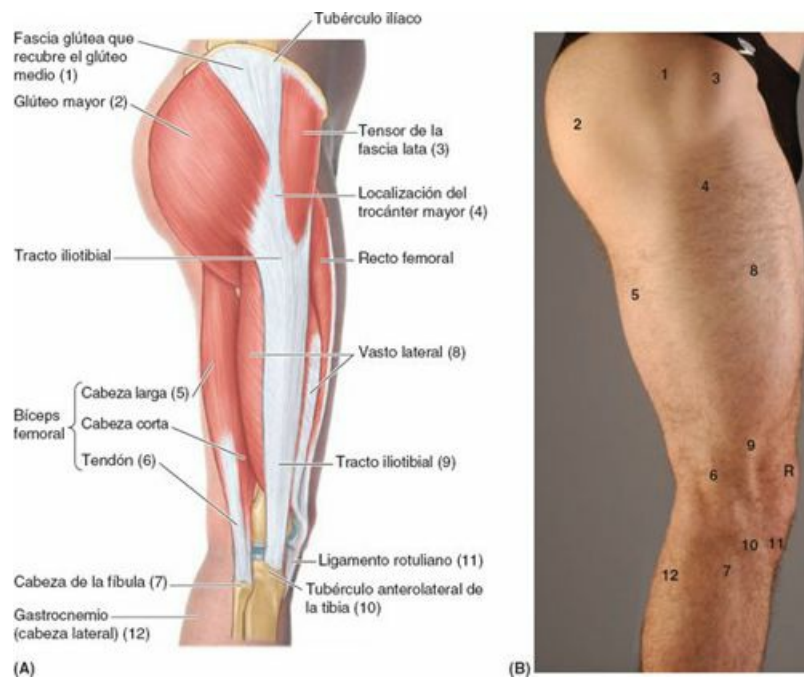 Tubérculo ilíaco
Fascia glútea que
recubre el glúteo
medio (1)
Glúteo mayor (2)
Tensor de la
fascia lata (3)
Localización del
trocánter mayor (4)
Tracto iliotibial
Recto femoral
Vasto lateral (8)
Bíceps
femoral
Cabeza larga (5)
Cabeza corta
Tendón (6)
Tracto iliotibial (9)
Ligamento rotuliano (11)
Cabeza de la fíbula (7)
Tubérculo anterolateral de
la tibia (10)
Gastrocnemio
(cabeza lateral) (12)
(A)
1
3
2
4
8
5
9
6
R
10
11
12
7
(B)